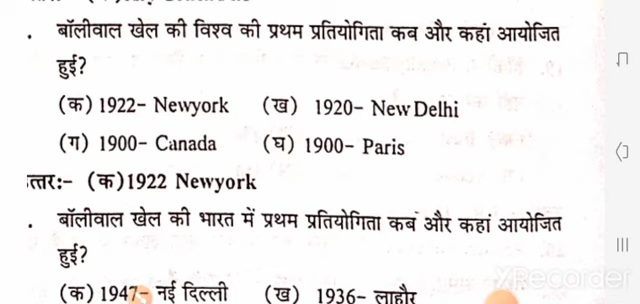 . बॉलीवाल खेल की विश्व की प्रथम प्रतियोगिता कब और कहां आयोजित
हुई?
(क) 1922- Newyork (ख) 1920- New Delhi
(ग) 1900- Canada (घ) 1900- Paris
त्तर:- (क)1922 Newyork
. बॉलीवाल खेल की भारत में प्रथम प्रतियोगिता कब और कहां आयोजित
हुई?
(क) 1947- नई दिल्ली (ख) 1936- लाहौर
XRecorder